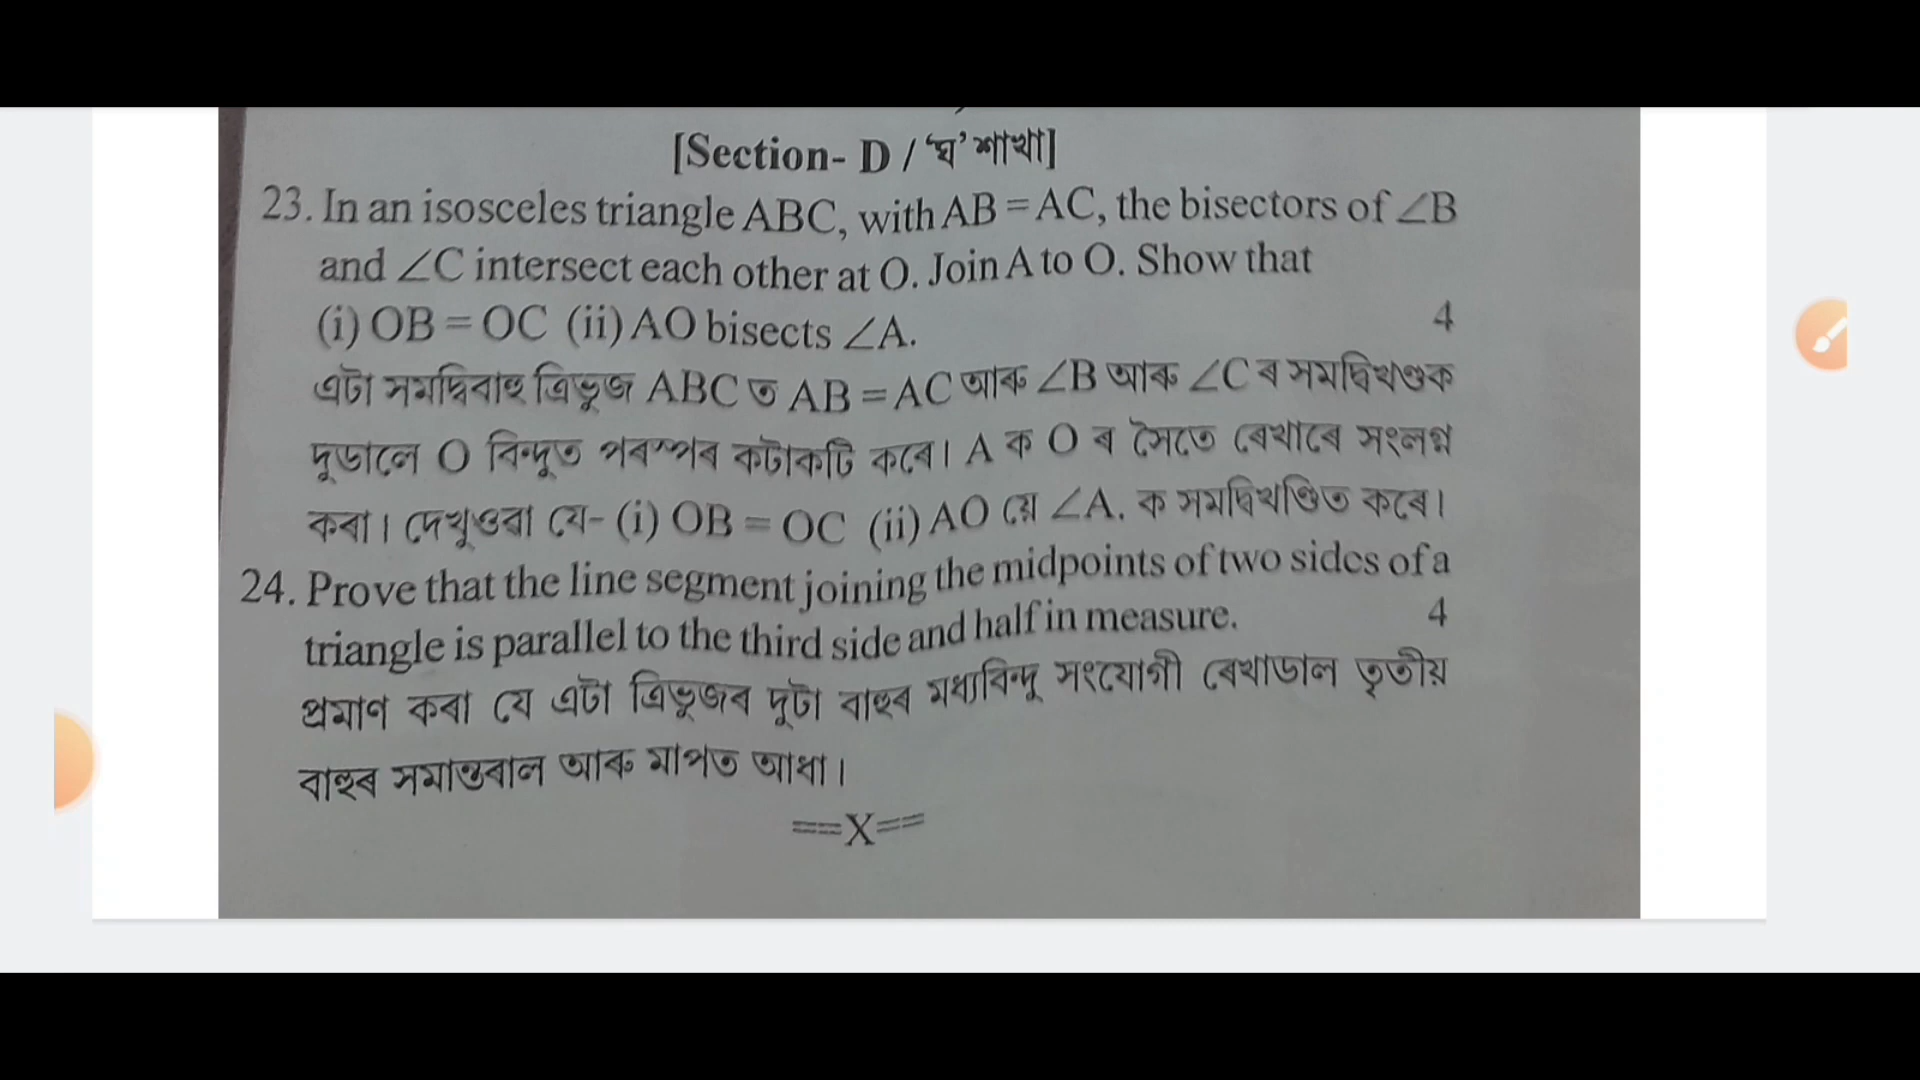 [Section- D / ‘ঘ’ শাখা]
23. In an isosceles triangle ABC, with AB = AC, the bisectors of ∠B
and ∠C intersect each other at O. Join A to O. Show that
(i) OB = OC (ii) AO bisects ∠A. 4
এটা সমদ্বিবাহু ত্ৰিভূজ ABC ত AB = AC আৰু ∠B আৰু ∠C ৰ সমদ্বিখণ্ডক
দুডালে O বিন্দুত পৰস্পৰ কটাকটি কৰে। A ক O ৰ সৈতে ৰেখাৰে সংলগ্ন
কৰা। দেখুওৱা যে- (i) OB = OC (ii) AO য়ে ∠A. ক সমদ্বিখণ্ডিত কৰে।
24. Prove that the line segment joining the midpoints of two sides of a
triangle is parallel to the third side and half in measure. 4
প্ৰমাণ কৰা যে এটা ত্ৰিভূজৰ দুটা বাহুৰ মধ্যবিন্দু সংযোগী ৰেখাডাল তৃতীয়
বাহুৰ সমান্তৰাল আৰু মাপত আধা।
==X==